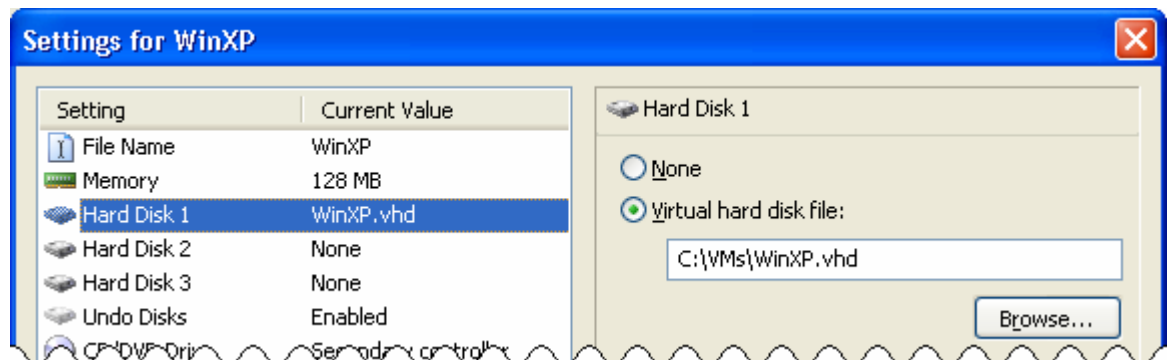 Settings for WinXP
Setting Current Value
File Name WinXP
Memory 128 MB
Hard Disk 1 WinXP.vhd
Hard Disk 2 None
Hard Disk 3 None
Undo Disks Enabled
Hard Disk 1
None
Virtual hard disk file:
C:\VMs\WinXP.vhd
Browse...